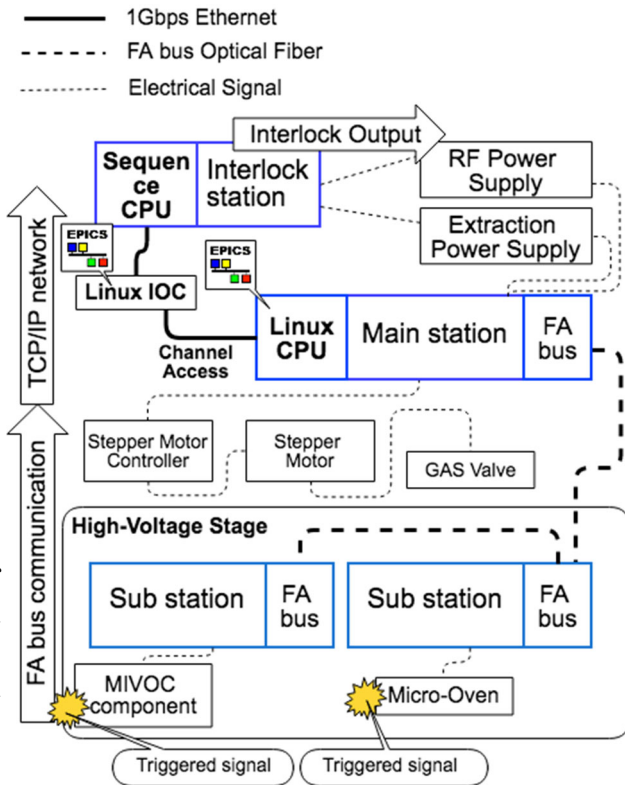 1Gbps Ethernet
FA bus Optical Fiber
Electrical Signal
Interlock Output
Sequen
ce
CPU
Interlock
station
RF Power
Supply
Extraction
Power Supply
EPICS
EPICS
Linux IOC
TCP/IP network
Channel
Access
Linux
CPU
Main station
FA
bus
Stepper Motor
Controller
Stepper
Motor
GAS Valve
FA bus communication
High-Voltage Stage
Sub station
FA
bus
Sub station
FA
bus
MIVOC
component
Micro-Oven
Triggered signal
Triggered signal